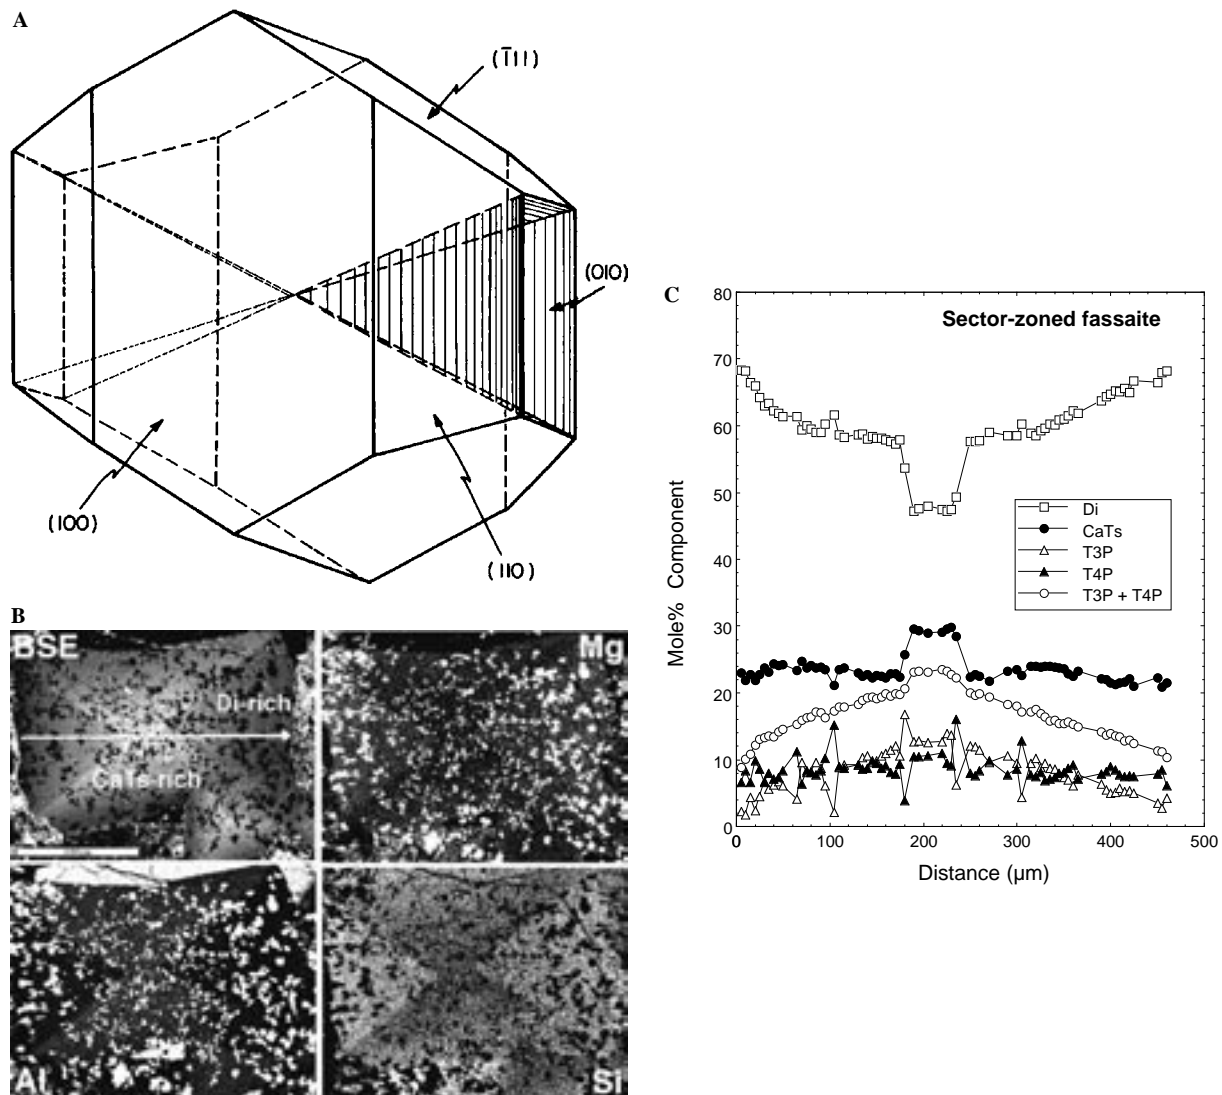 A
(1̅11)
(010)
(100)
(110)
B
BSE
Mg
Di-rich
CaTs-rich
Al
Si
C
Sector-zoned fassaite
80
70
60
50
40
30
20
10
0
Mole% Component
Di
CaTs
T3P
T4P
T3P + T4P
0
100
200
300
400
500
Distance (µm)